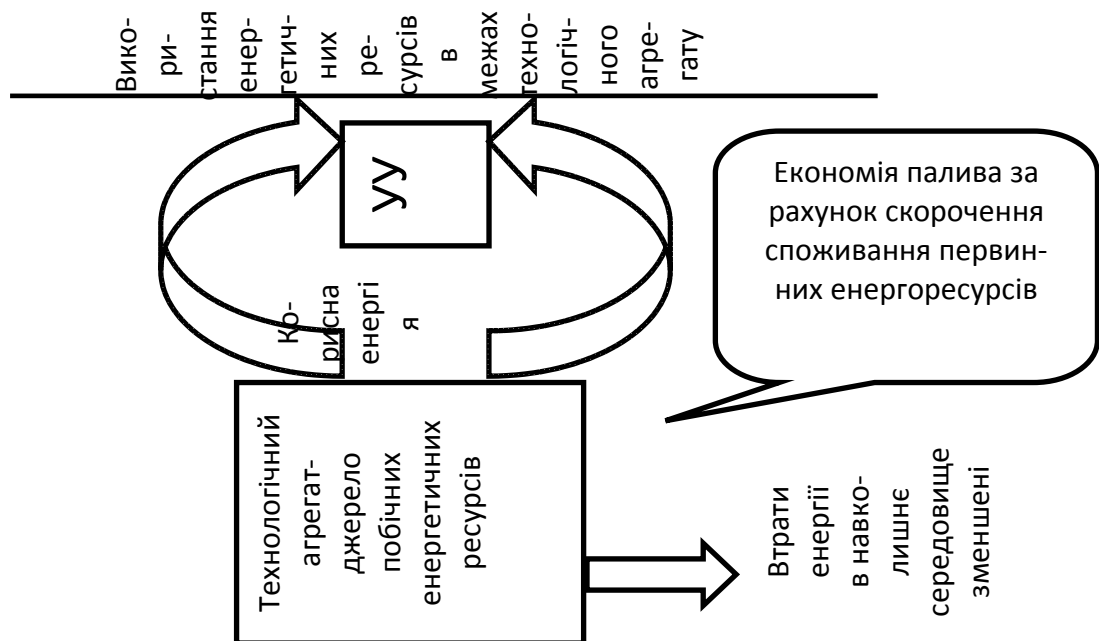 Вико-
ри-
стання
енер-
гетич-
них
ре-
сурсів
в
межах
техно-
логіч-
ного
агре-
гату
УУ
Економія палива за
рахунок скорочення
споживання первин-
них енергоресурсів
Ко-
рисна
енергі
я
Технологічний
агрегат-
джерело
побічних
енергетичних
ресурсів
Втрати
енергії
в навко-
лишнє
середовище
зменшені